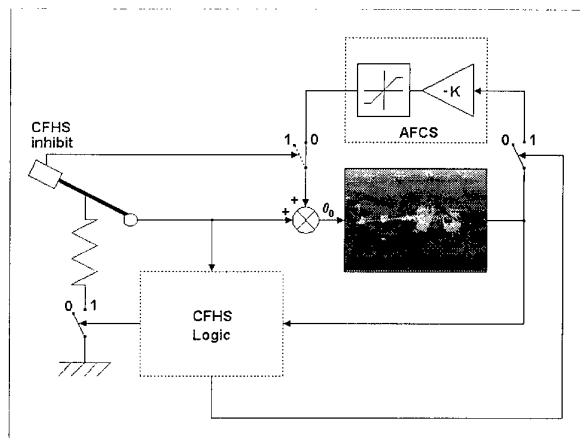 -K
AFCS
CFHS
inhibit
1 0
0 1
+
+
θ₀
0 1
CFHS
Logic